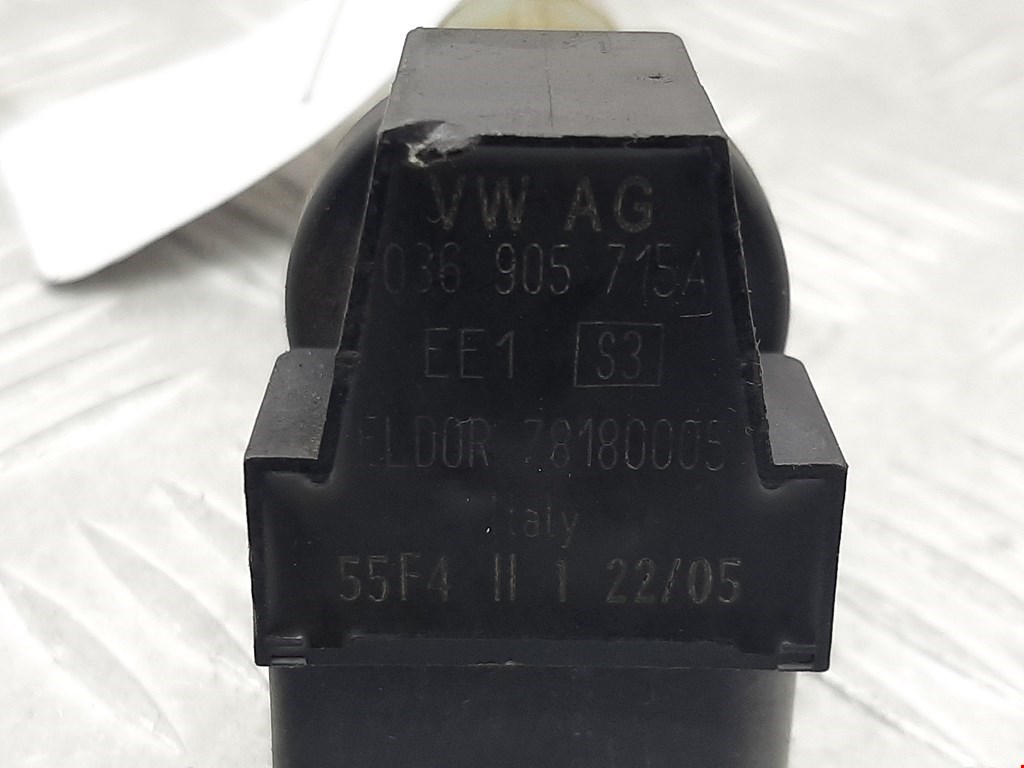 VW AG
036 905 715A
EE1 S3
ELDOR 78180005
Italy
55F4 II 1 22/05